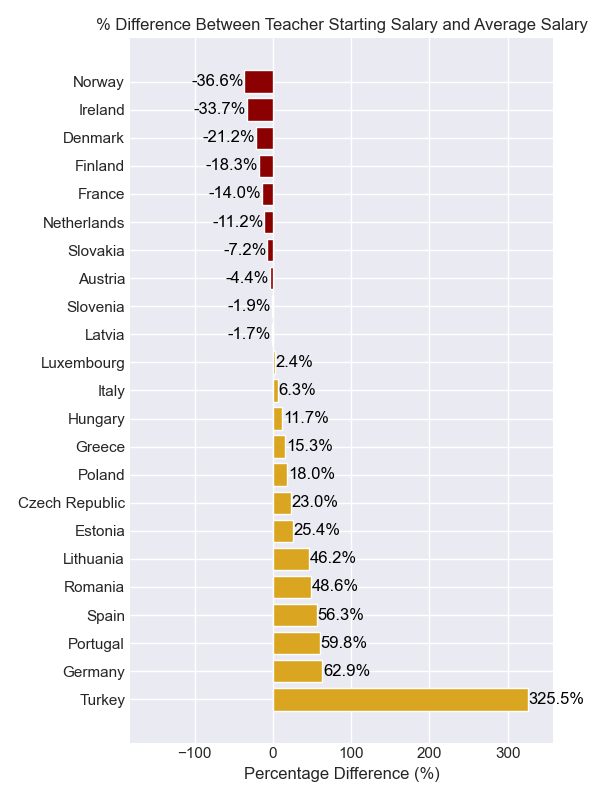 % Difference Between Teacher Starting Salary and Average Salary
Norway -36.6%
Ireland -33.7%
Denmark -21.2%
Finland -18.3%
France -14.0%
Netherlands -11.2%
Slovakia -7.2%
Austria -4.4%
Slovenia -1.9%
Latvia -1.7%
Luxembourg 2.4%
Italy 6.3%
Hungary 11.7%
Greece 15.3%
Poland 18.0%
Czech Republic 23.0%
Estonia 25.4%
Lithuania 46.2%
Romania 48.6%
Spain 56.3%
Portugal 59.8%
Germany 62.9%
Turkey 325.5%
−100 0 100 200 300
Percentage Difference (%)